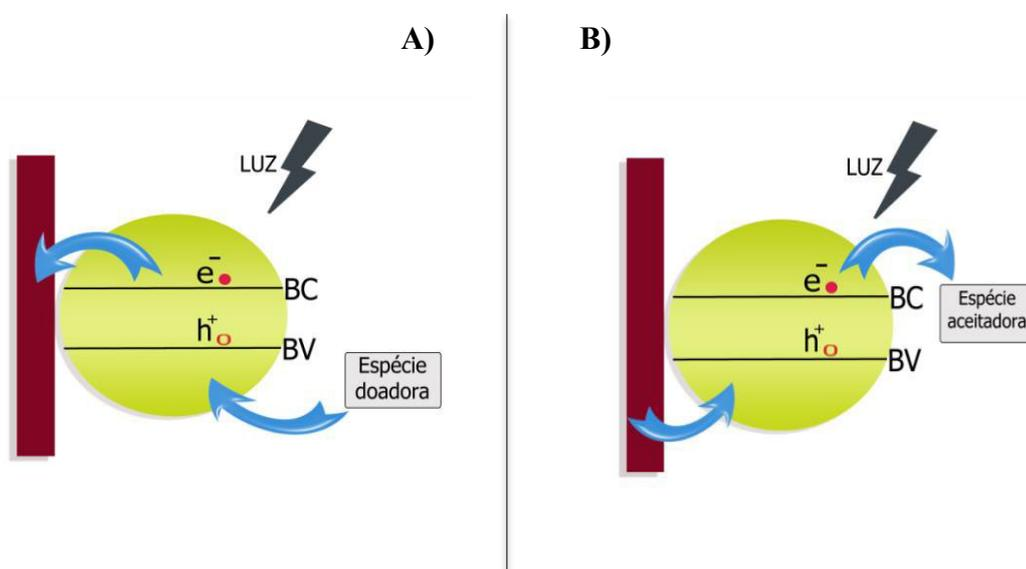 A)
LUZ
e⁻
BC
h⁺
BV
Espécie
doadora
B)
LUZ
e⁻
BC
Espécie
aceitadora
h⁺
BV